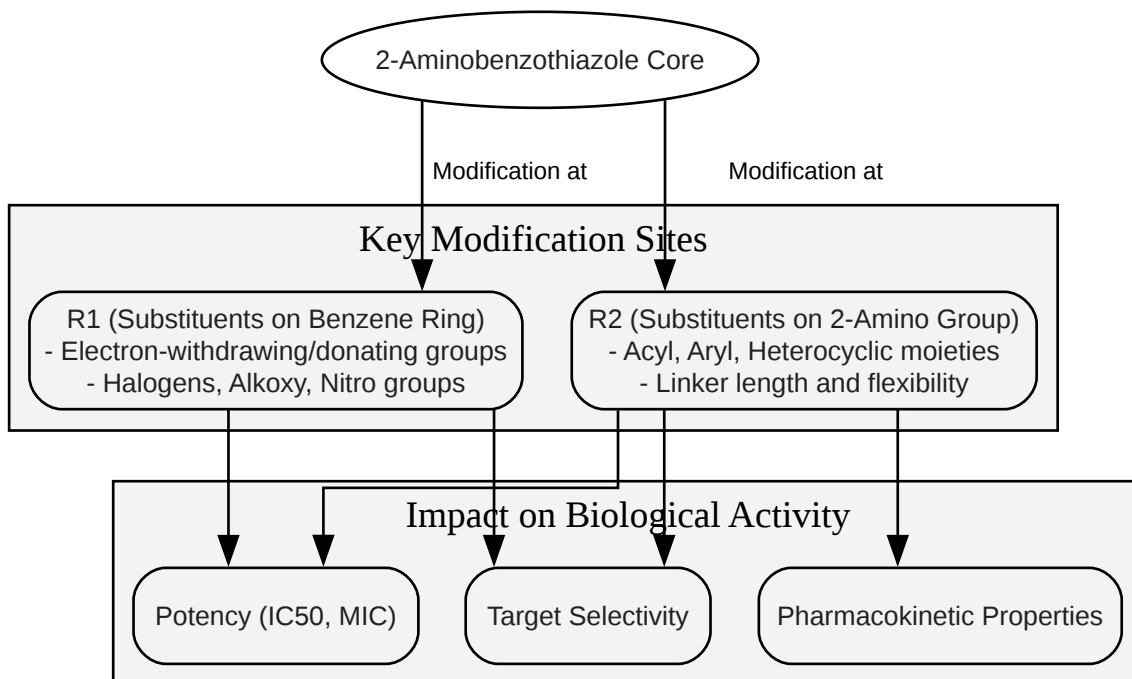 2-Aminobenzothiazole Core
Modification at
Modification at
Key Modification Sites
R1 (Substituents on Benzene Ring)
- Electron-withdrawing/donating groups
- Halogens, Alkoxy, Nitro groups
R2 (Substituents on 2-Amino Group)
- Acyl, Aryl, Heterocyclic moieties
- Linker length and flexibility
Impact on Biological Activity
Potency (IC50, MIC)
Target Selectivity
Pharmacokinetic Properties